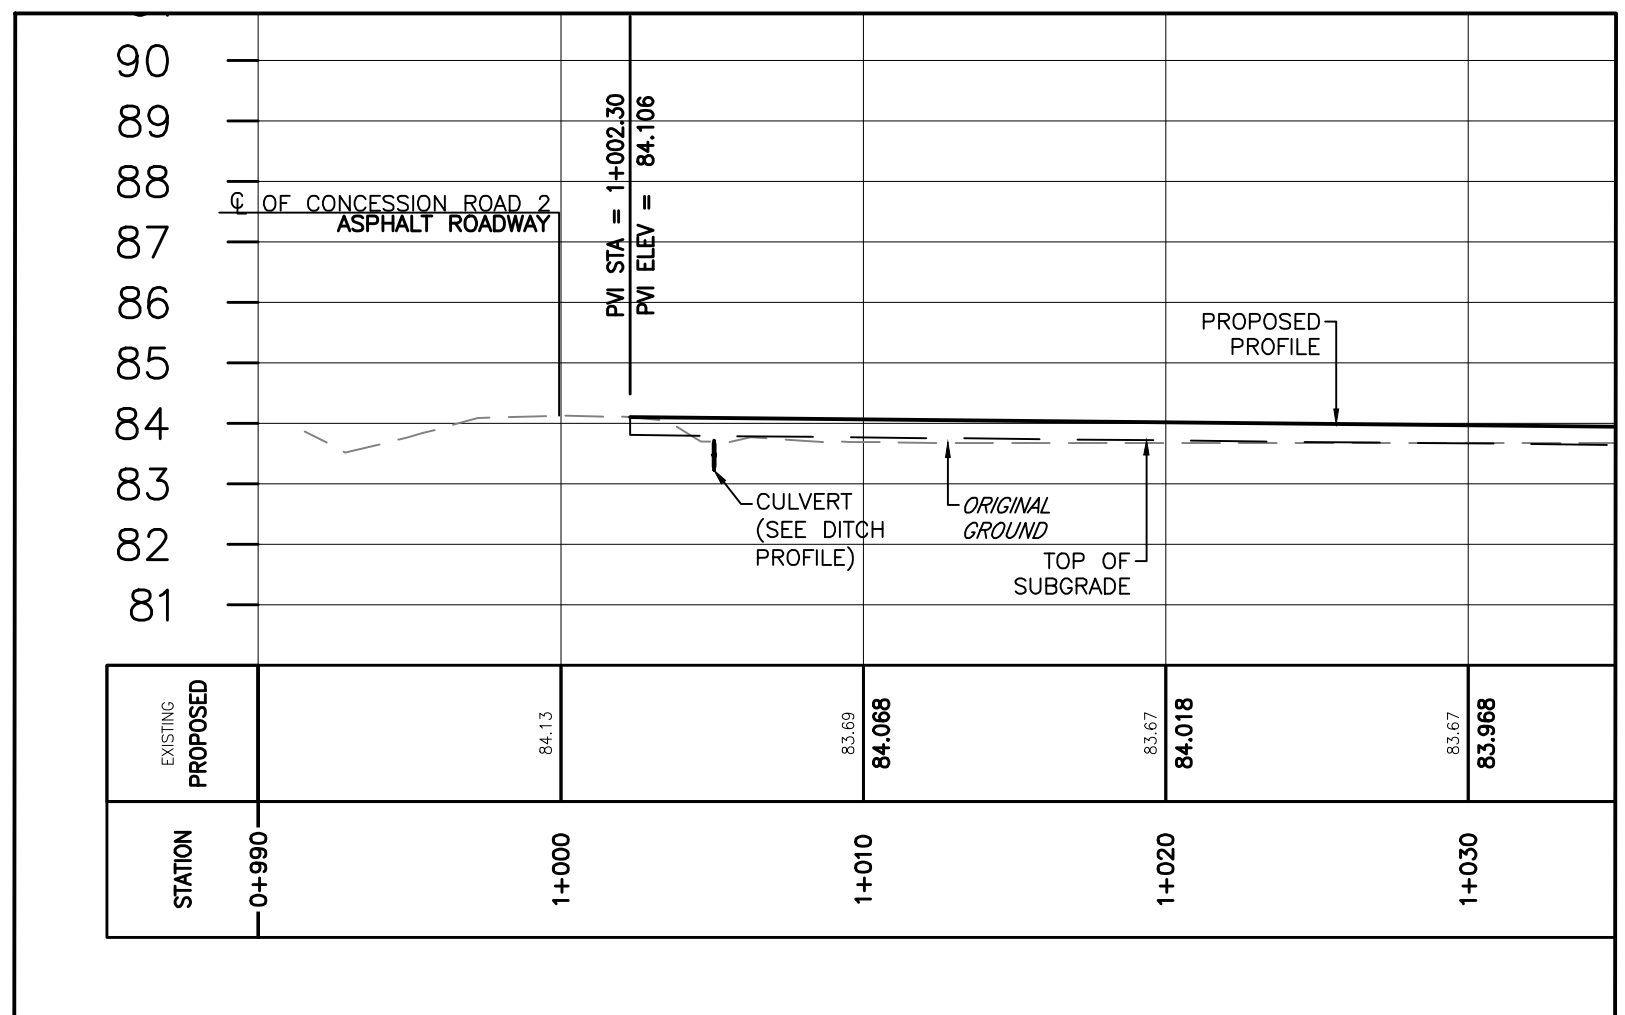 90
89
88
87
86
85
84
83
82
81
℄ OF CONCESSION ROAD 2
ASPHALT ROADWAY
PVI STA = 1+002.30
PVI ELEV = 84.106
PROPOSED
PROFILE
CULVERT
(SEE DITCH
PROFILE)
ORIGINAL
GROUND
TOP OF
SUBGRADE
EXISTING
PROPOSED
84.13
83.69
84.068
83.67
84.018
83.67
83.968
STATION
0+990
1+000
1+010
1+020
1+030